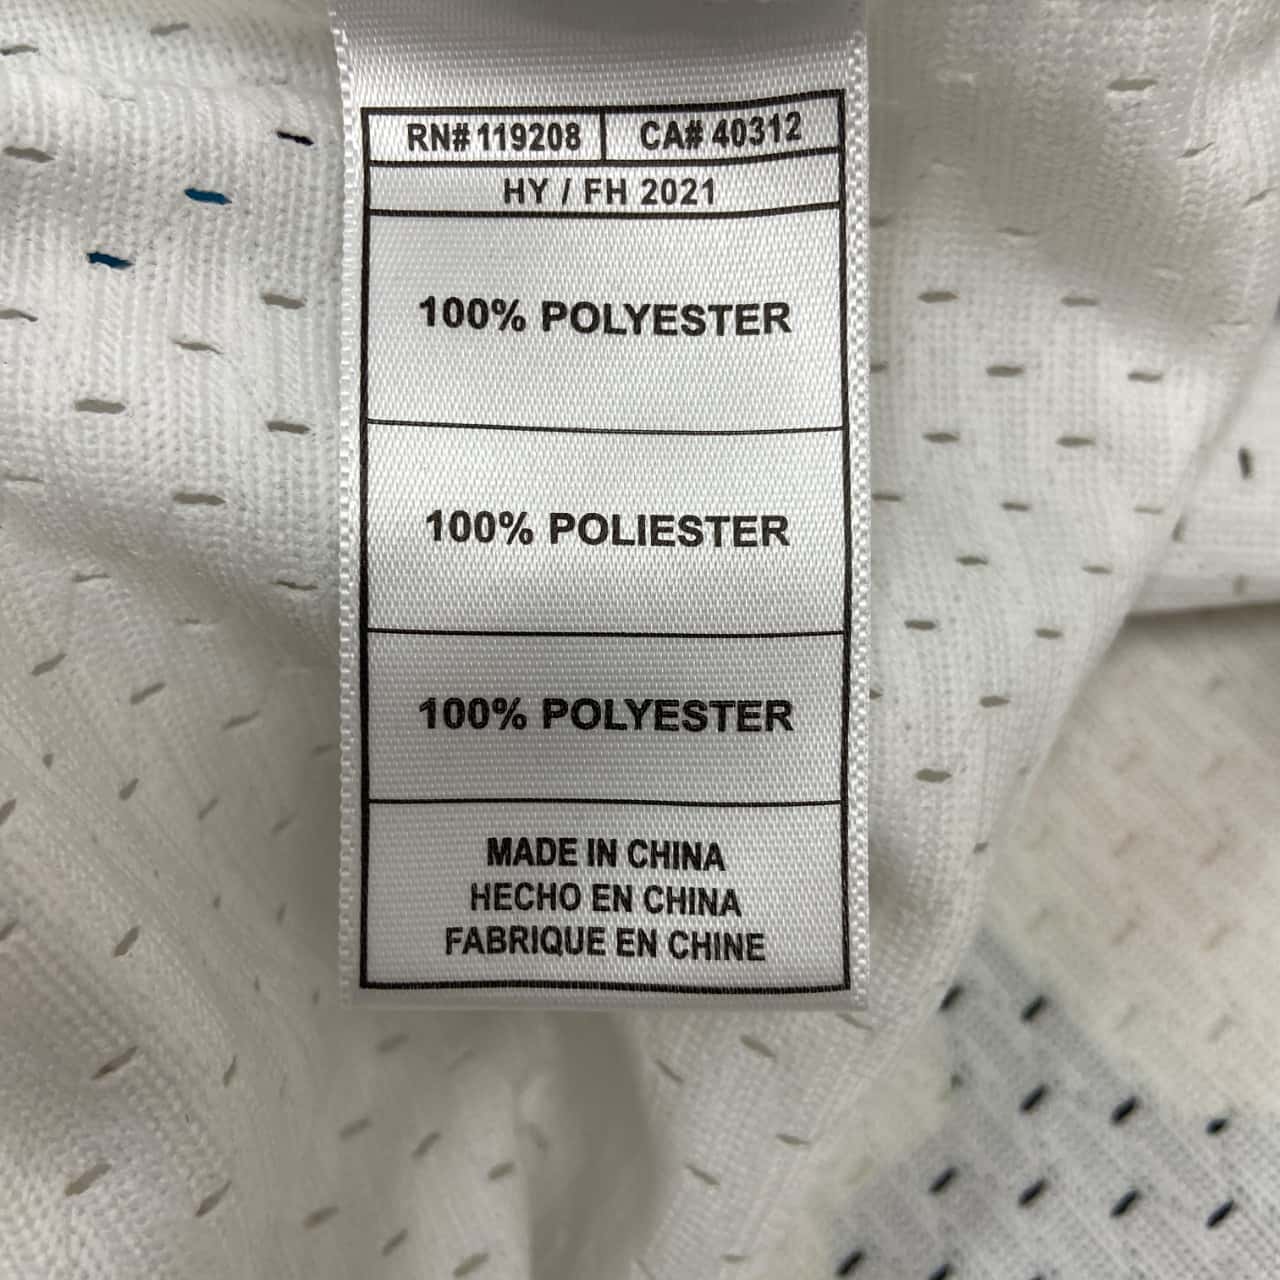 RN# 119208 CA# 40312
HY / FH 2021
100% POLYESTER
100% POLIESTER
100% POLYESTER
MADE IN CHINA
HECHO EN CHINA
FABRIQUE EN CHINE